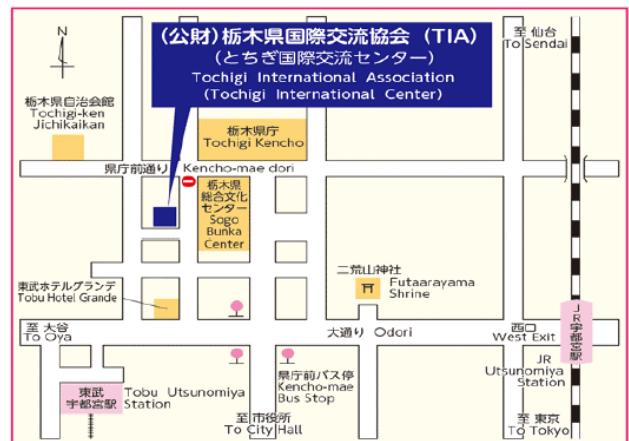 (公財)栃木県国際交流協会 (TIA)
(とちぎ国際交流センター)
Tochigi International Association
(Tochigi International Center)
至 仙台
To Sendai
N
栃木県自治会館
Tochigi-ken
Jichikaikan
栃木県庁
Tochigi Kencho
県庁前通り Kencho-mae dori
栃木県
総合文化
センター
Sogo
Bunka
Center
東武ホテルグランデ
Tobu Hotel Grande
二荒山神社
Futaarayama
Shrine
至 大谷
To Oya
大通り Odori
西口
West Exit
JR宇都宮駅
JR
Utsunomiya
Station
東武
宇都宮駅
Tobu Utsunomiya
Station
県庁前バス停
Kencho-mae
Bus Stop
至市役所
To City Hall
至 東京
To Tokyo